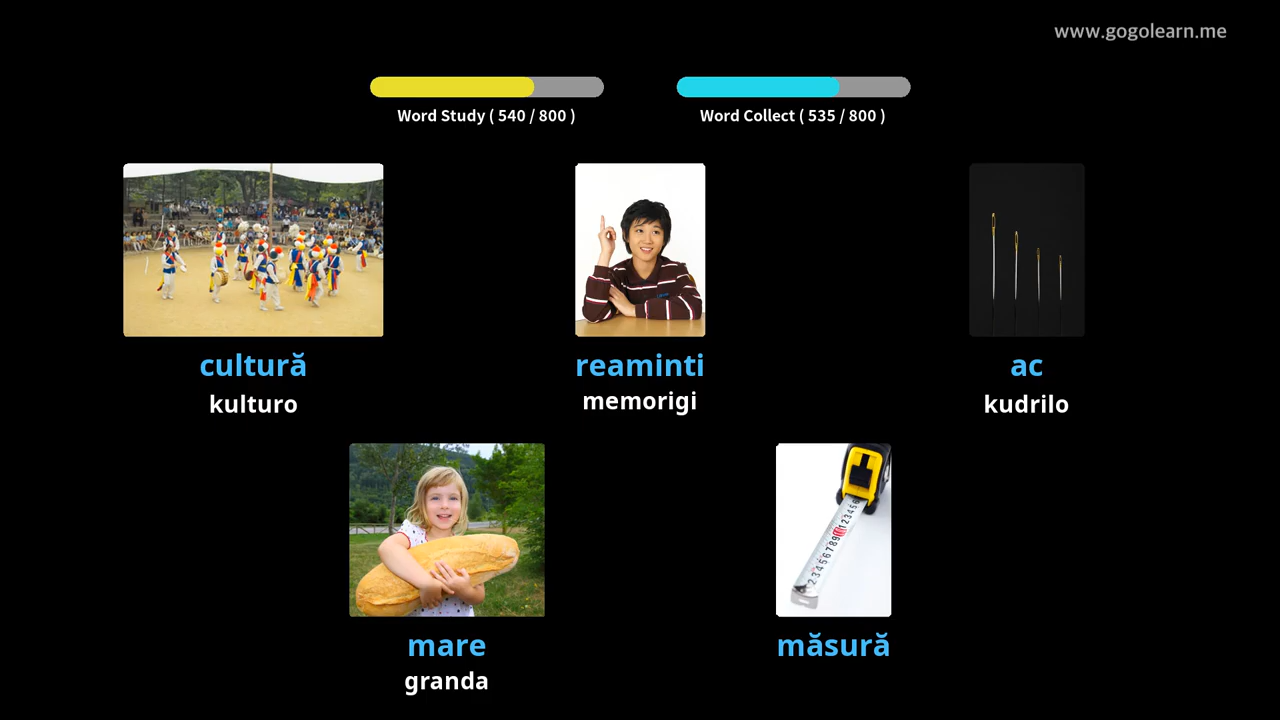 www.gogolearn.me
Word Study ( 540 / 800 )
Word Collect ( 535 / 800 )
cultură
kulturo
reaminti
memorigi
ac
kudrilo
mare
granda
măsură